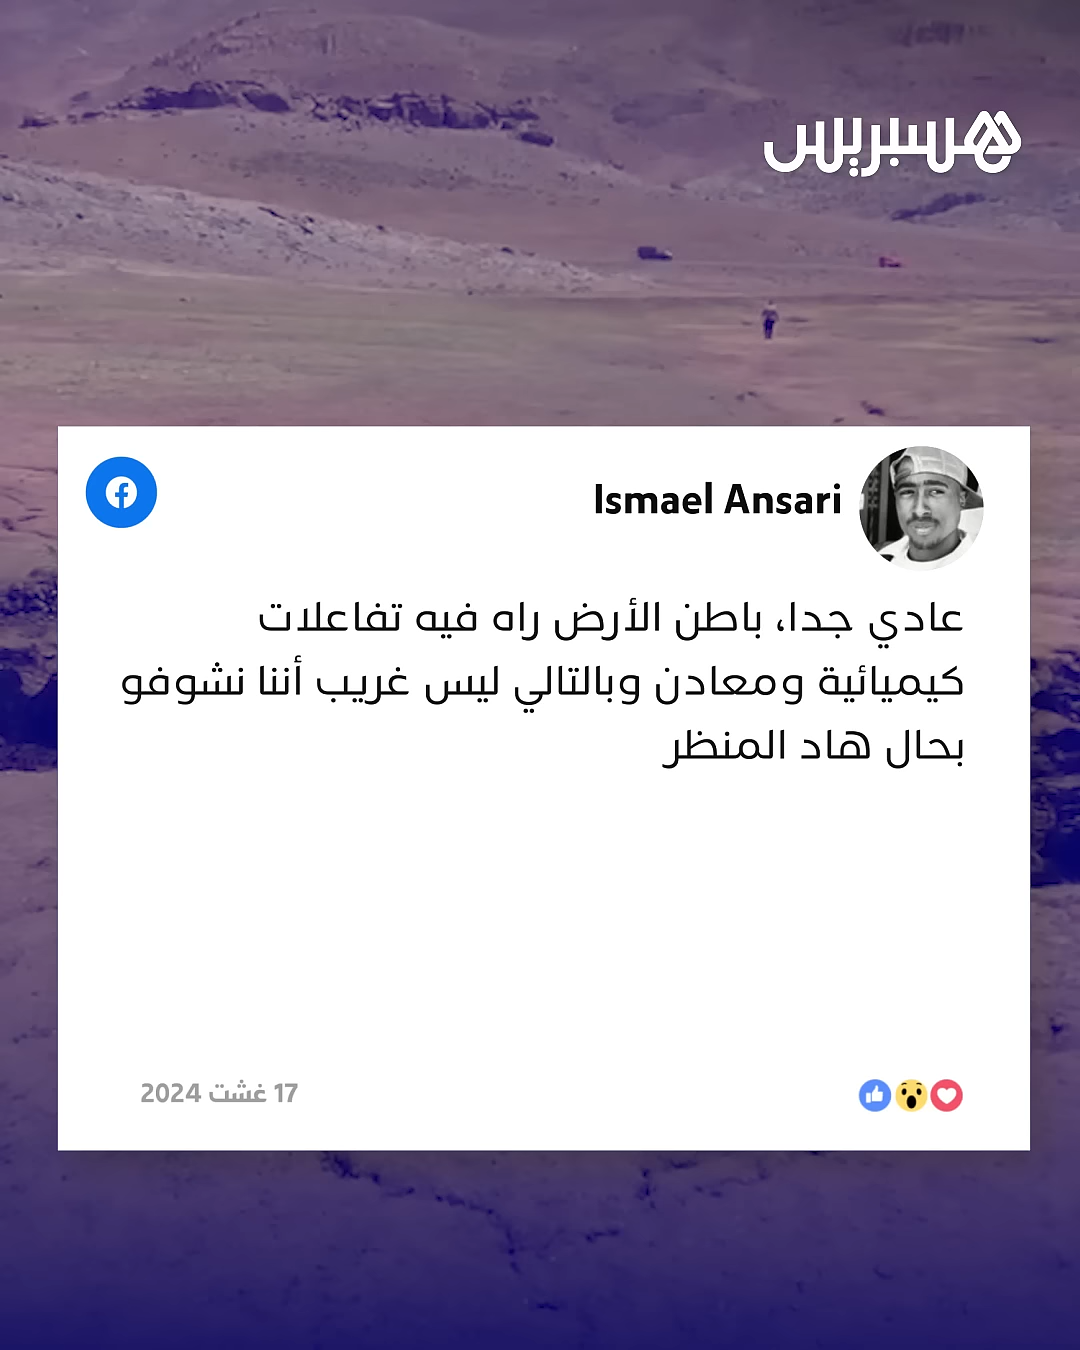 هسبريس
Ismael Ansari
عادي جدا، باطن الأرض راه فيه تفاعلات
كيميائية ومعادن وبالتالي ليس غريب أننا نشوفو
بحال هاد المنظر
17 غشت 2024